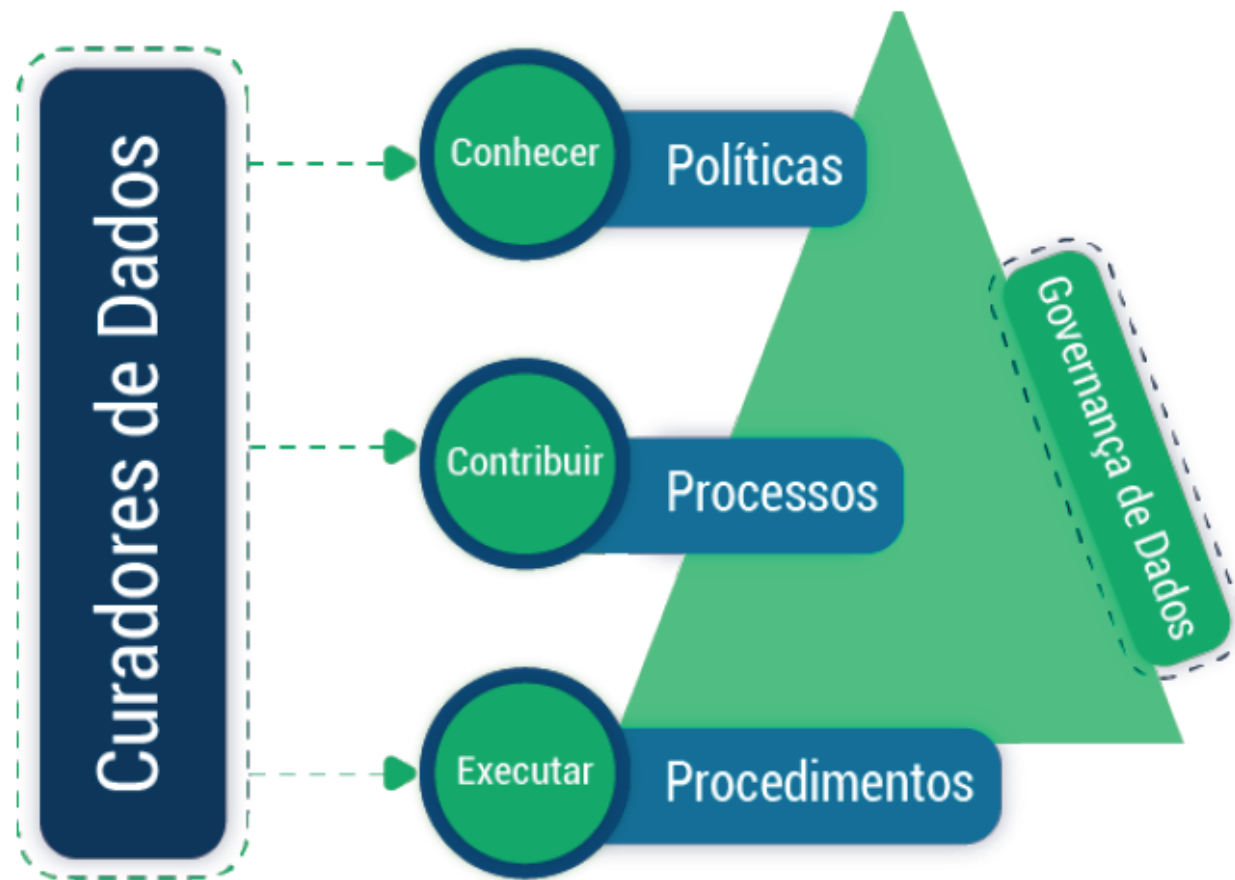 Curadores de Dados
Conhecer
Políticas
Contribuir
Processos
Executar
Procedimentos
Governança de Dados